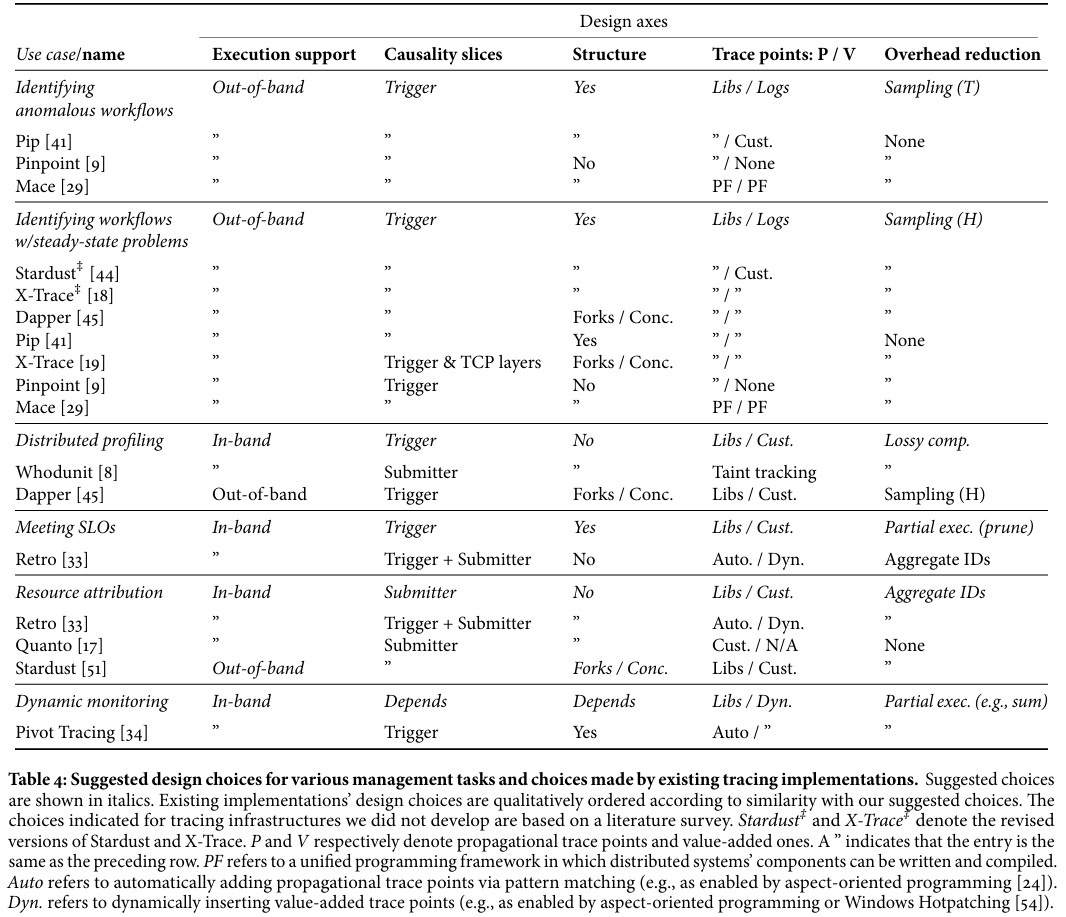 Design axes
Use case/name Execution support Causality slices Structure Trace points: P / V Overhead reduction
Identifying Out-of-band Trigger Yes Libs / Logs Sampling (T)
anomalous workflows
Pip [41] ” ” ” ” / Cust. None
Pinpoint [9] ” ” No ” / None ”
Mace [29] ” ” ” PF / PF ”
Identifying workflows Out-of-band Trigger Yes Libs / Logs Sampling (H)
w/steady-state problems
Stardust‡ [44] ” ” ” ” / Cust. ”
X-Trace‡ [18] ” ” ” ” / ” ”
Dapper [45] ” ” Forks / Conc. ” / ” ”
Pip [41] ” ” Yes ” / ” None
X-Trace [19] ” Trigger & TCP layers Forks / Conc. ” / ” ”
Pinpoint [9] ” Trigger No ” / None ”
Mace [29] ” ” ” PF / PF ”
Distributed profiling In-band Trigger No Libs / Cust. Lossy comp.
Whodunit [8] ” Submitter ” Taint tracking ”
Dapper [45] Out-of-band Trigger Forks / Conc. Libs / Cust. Sampling (H)
Meeting SLOs In-band Trigger Yes Libs / Cust. Partial exec. (prune)
Retro [33] ” Trigger + Submitter No Auto. / Dyn. Aggregate IDs
Resource attribution In-band Submitter No Libs / Cust. Aggregate IDs
Retro [33] ” Trigger + Submitter ” Auto. / Dyn. ”
Quanto [17] ” Submitter ” Cust. / N/A None
Stardust [51] Out-of-band ” Forks / Conc. Libs / Cust. ”
Dynamic monitoring In-band Depends Depends Libs / Dyn. Partial exec. (e.g., sum)
Pivot Tracing [34] ” Trigger Yes Auto / ” ”
Table 4: Suggested design choices for various management tasks and choices made by existing tracing implementations. Suggested choices
are shown in italics. Existing implementations’ design choices are qualitatively ordered according to similarity with our suggested choices. The
choices indicated for tracing infrastructures we did not develop are based on a literature survey. Stardust‡ and X-Trace‡ denote the revised
versions of Stardust and X-Trace. P and V respectively denote propagational trace points and value-added ones. A ” indicates that the entry is the
same as the preceding row. PF refers to a unified programming framework in which distributed systems’ components can be written and compiled.
Auto refers to automatically adding propagational trace points via pattern matching (e.g., as enabled by aspect-oriented programming [24]).
Dyn. refers to dynamically inserting value-added trace points (e.g., as enabled by aspect-oriented programming or Windows Hotpatching [54]).